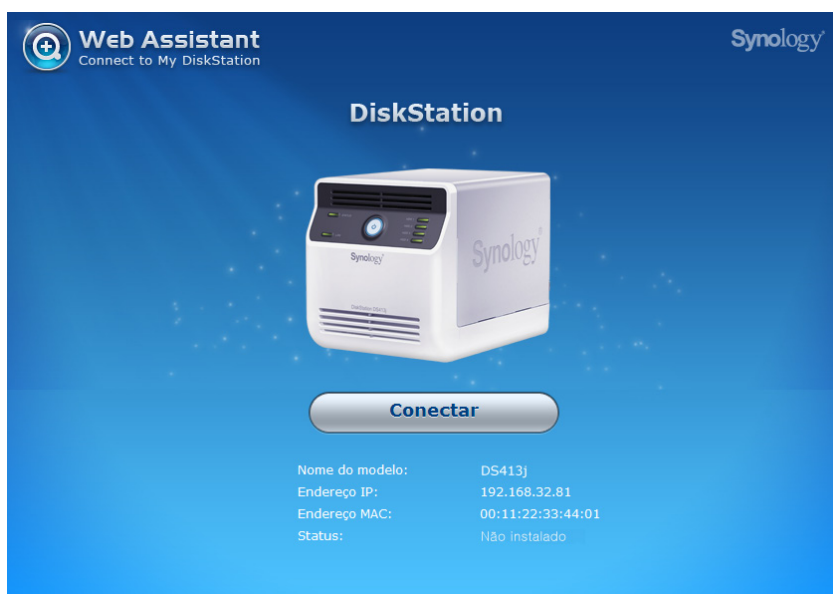 Web Assistant
Connect to My DiskStation
Synology
DiskStation
Synology
Synology
Conectar
Nome do modelo: DS413j
Endereço IP: 192.168.32.81
Endereço MAC: 00:11:22:33:44:01
Status: Não instalado